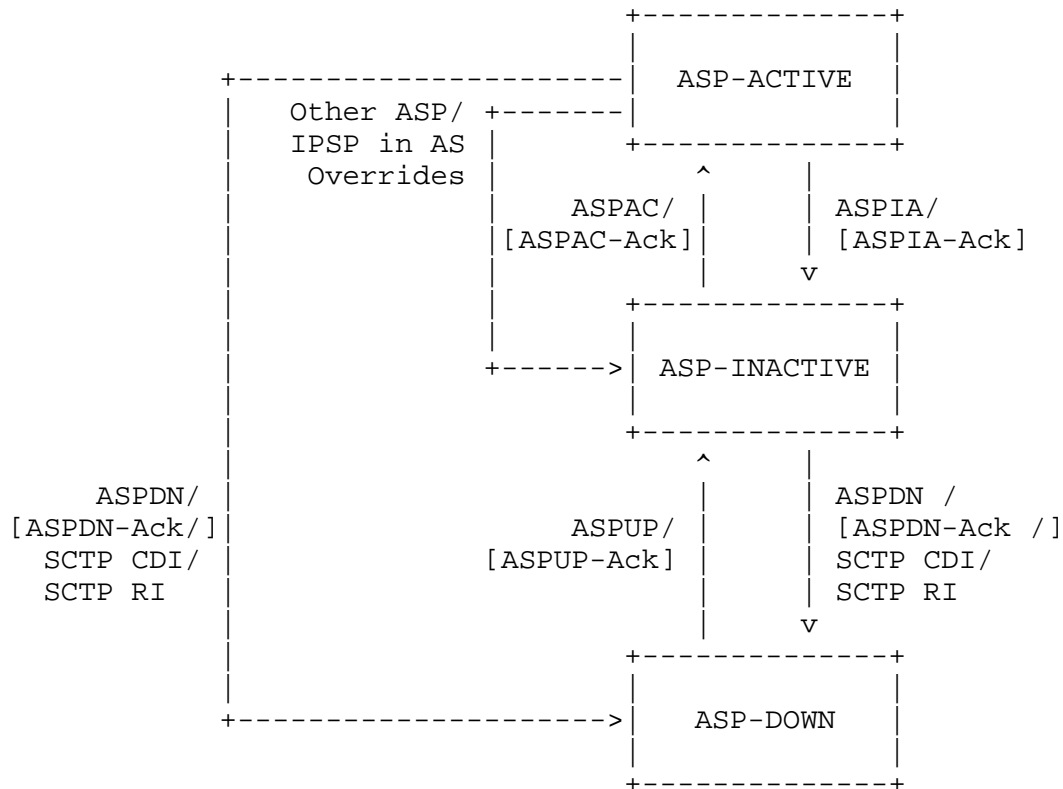 ASP-ACTIVE
Other ASP/
IPSP in AS
Overrides
ASPAC/
[ASPAC-Ack]
ASPIA/
[ASPIA-Ack]
ASP-INACTIVE
ASPDN/
[ASPDN-Ack/]
SCTP CDI/
SCTP RI
ASPUP/
[ASPUP-Ack]
ASPDN /
[ASPDN-Ack /]
SCTP CDI/
SCTP RI
ASP-DOWN